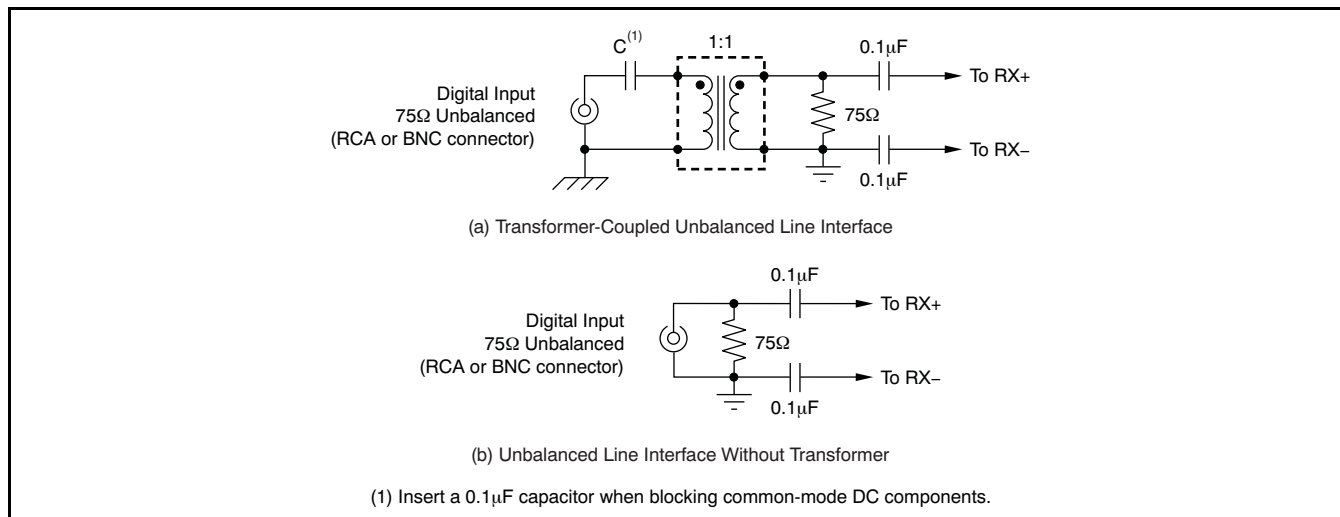 C(1)
1:1
0.1μF
To RX+
Digital Input
75Ω Unbalanced
(RCA or BNC connector)
75Ω
To RX−
0.1μF
(a) Transformer-Coupled Unbalanced Line Interface
0.1μF
To RX+
Digital Input
75Ω Unbalanced
(RCA or BNC connector)
75Ω
To RX−
0.1μF
(b) Unbalanced Line Interface Without Transformer
(1) Insert a 0.1μF capacitor when blocking common-mode DC components.